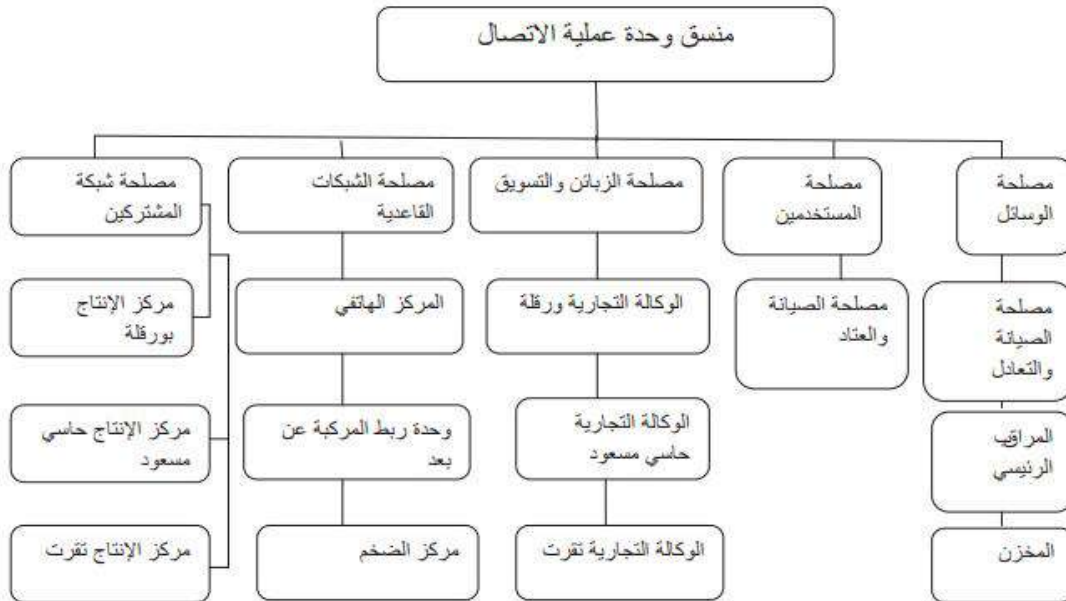 منسق وحدة عملية الاتصال
مصلحة
الوسائل
مصلحة
المستخدمين
مصلحة الزبائن والتسويق
مصلحة الشبكات
القاعدية
مصلحة شبكة
المشتركين
مصلحة
الصيانة
والتعادل
مصلحة الصيانة
والعتاد
الوكالة التجارية ورقلة
المركز الهاتفي
مركز الإنتاج
بورقلة
المراقب
الرئيسي
الوكالة التجارية
حاسي مسعود
وحدة ربط المركبة عن
بعد
مركز الإنتاج حاسي
مسعود
المخزن
الوكالة التجارية تقرت
مركز الضخم
مركز الإنتاج تقرت